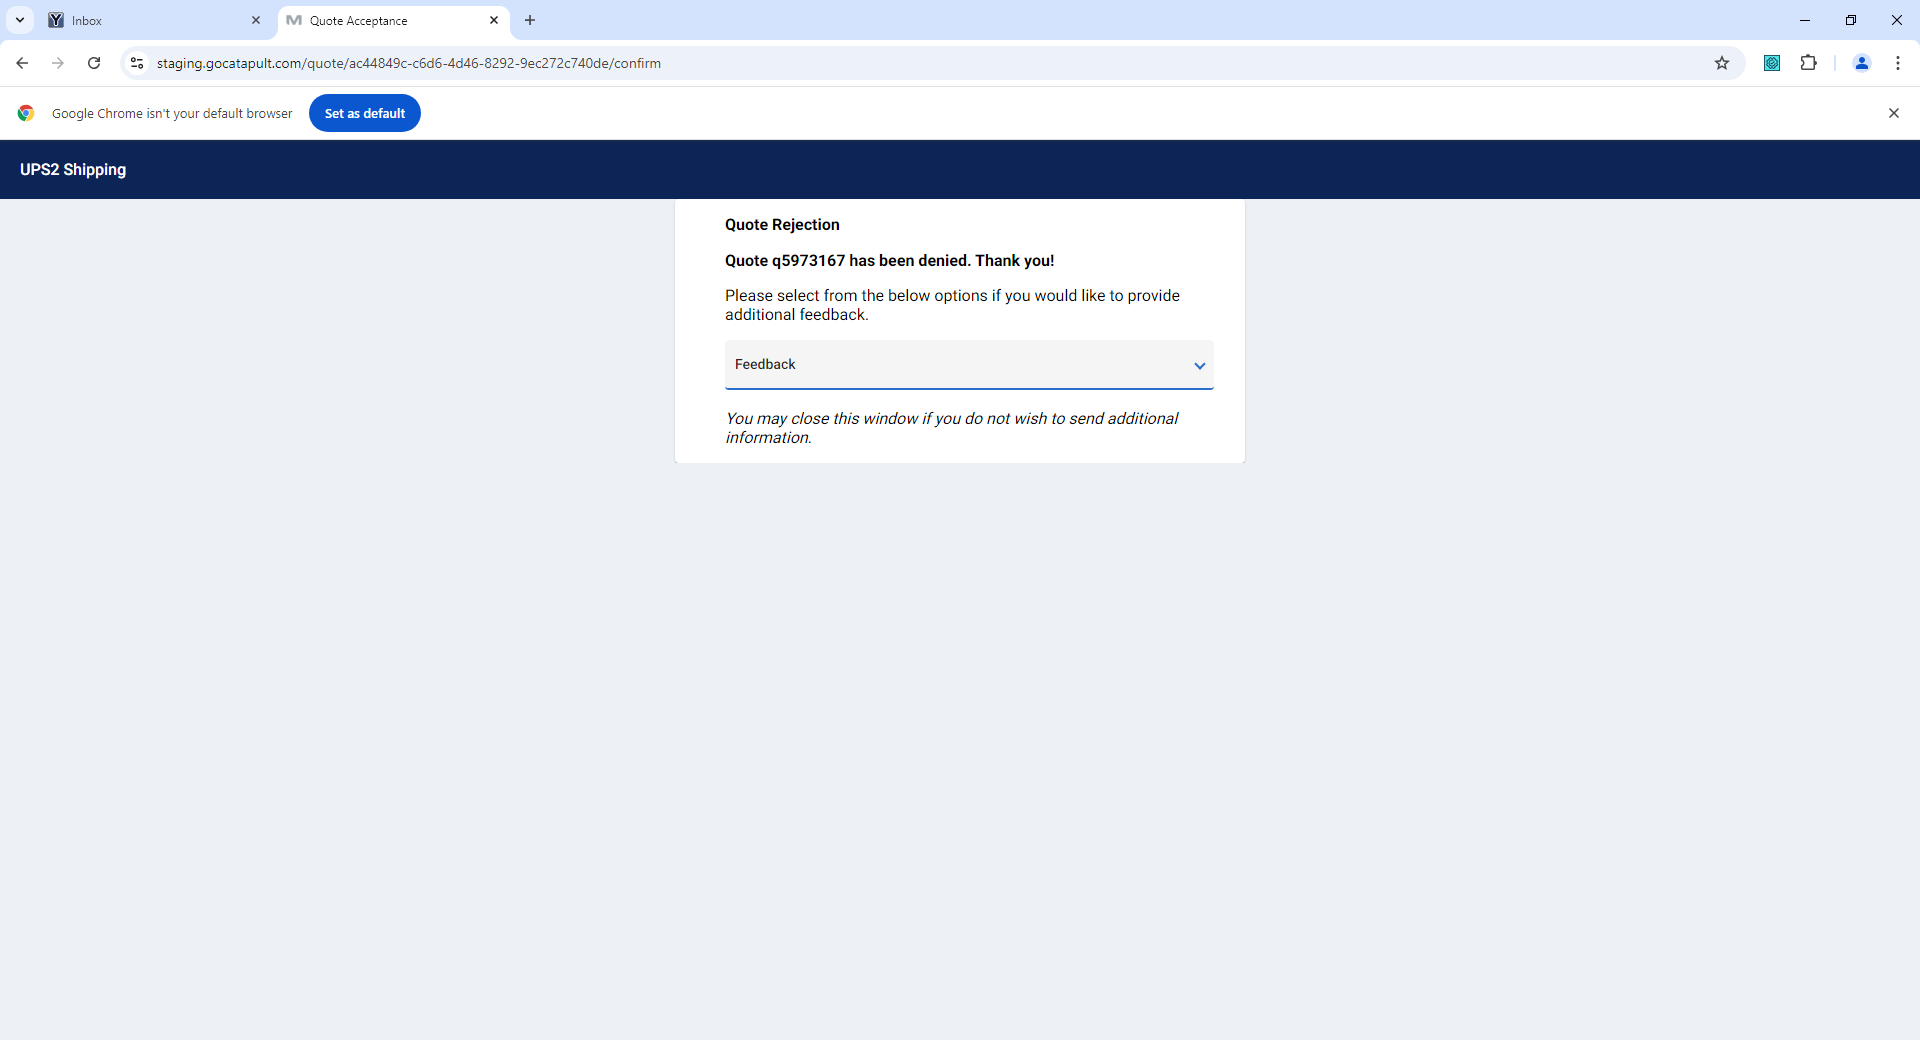 Inbox
Quote Acceptance
staging.gocatapult.com/quote/ac44849c-c6d6-4d46-8292-9ec272c740de/confirm
Google Chrome isn't your default browser
Set as default
UPS2 Shipping
Quote Rejection
Quote q5973167 has been denied. Thank you!
Please select from the below options if you would like to provide
additional feedback.
Feedback
You may close this window if you do not wish to send additional
information.